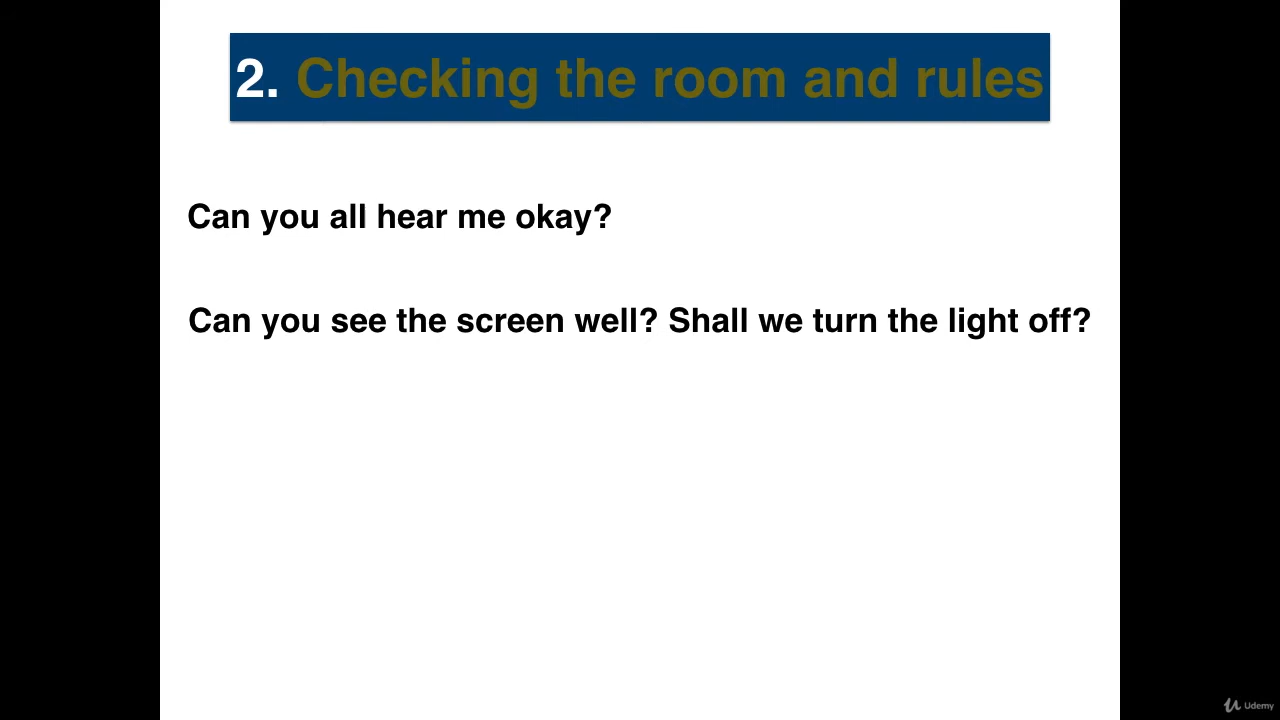 2. Checking the room and rules
Can you all hear me okay?
Can you see the screen well? Shall we turn the light off?
Udemy